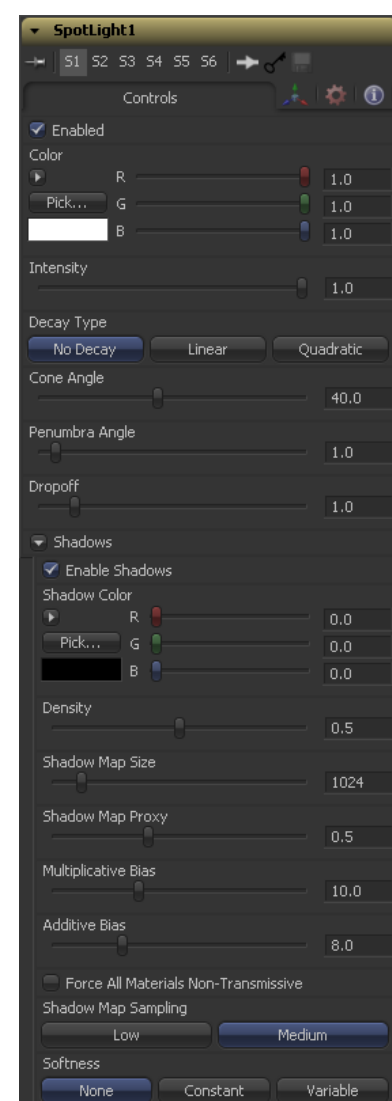 SpotLight1
S1 S2 S3 S4 S5 S6
Controls
Enabled
Color
R 1.0
Pick... G 1.0
B 1.0
Intensity
1.0
Decay Type
No Decay Linear Quadratic
Cone Angle
40.0
Penumbra Angle
1.0
Dropoff
1.0
Shadows
Enable Shadows
Shadow Color
R 0.0
Pick... G 0.0
B 0.0
Density
0.5
Shadow Map Size
1024
Shadow Map Proxy
0.5
Multiplicative Bias
10.0
Additive Bias
8.0
Force All Materials Non-Transmissive
Shadow Map Sampling
Low Medium
Softness
None Constant Variable